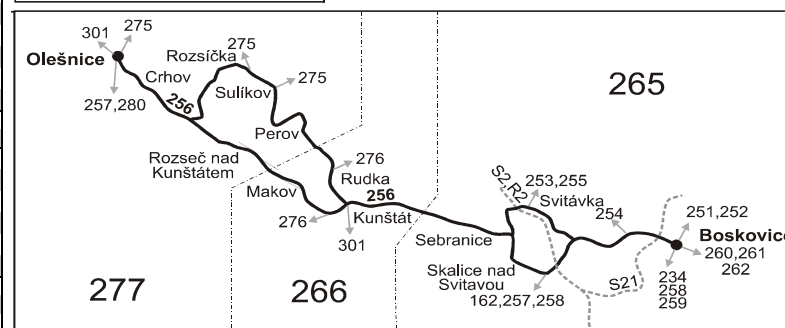 301
275
Olešnice
Crhov
257,280
256
Rozsíčka
275
275
Sulíkov
Perov
265
Rozseč nad
Kunštátem
Makov
276
Rudka
276
256
Kunštát
301
S2,R2
253,255
Svitávka
254
251,252
Boskovice
Sebranice
260,261
262
Skalice nad
Svitavou
162,257,258
S21
234
258
259
277
266